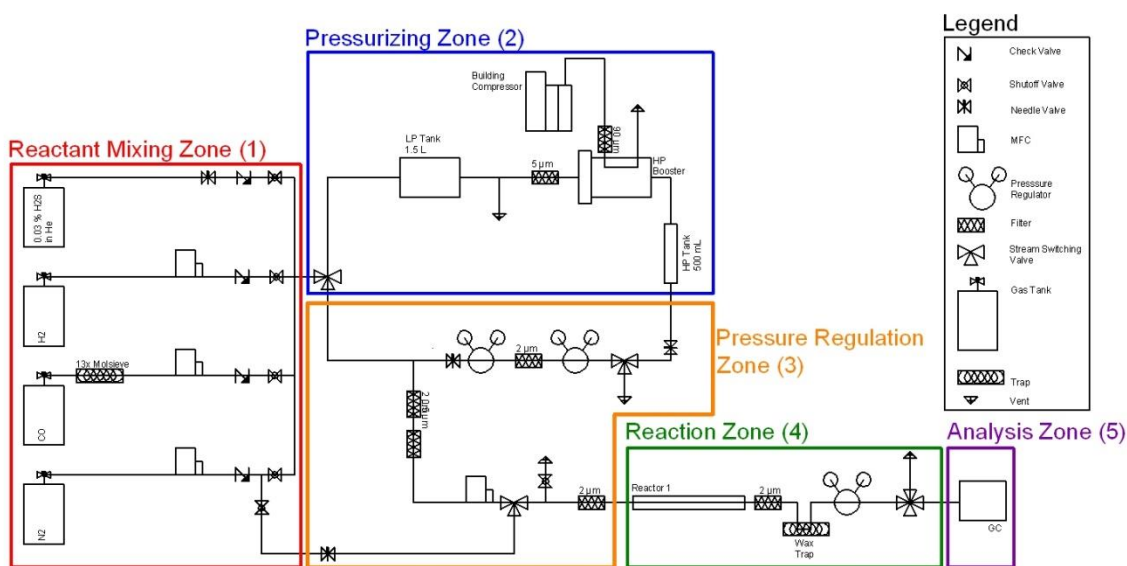 Legend
Check Valve
Shutoff Valve
Needle Valve
MFC
Presssure
Regulator
Filter
Stream Switching
Valve
Gas Tank
Trap
Vent
Pressurizing Zone (2)
Building
Compressor
90 µm
LP Tank
1.5 L
5 µm
HP
Booster
HP Tank
500 mL
Reactant Mixing Zone (1)
0.03 % H2S
in He
H2
13x Molsieve
CO
N2
Pressure Regulation
Zone (3)
2 µm
2 µm
Reaction Zone (4)
Reactor 1
2 µm
Wax
Trap
Analysis Zone (5)
GC